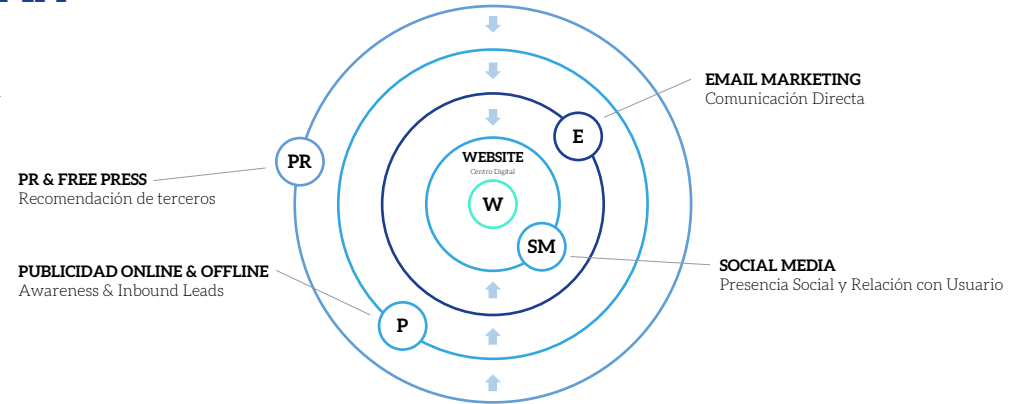 EMAIL MARKETING
Comunicación Directa
E
WEBSITE
Centro Digital
W
PR
PR & FREE PRESS
Recomendación de terceros
SM
SOCIAL MEDIA
Presencia Social y Relación con Usuario
PUBLICIDAD ONLINE & OFFLINE
Awareness & Inbound Leads
P